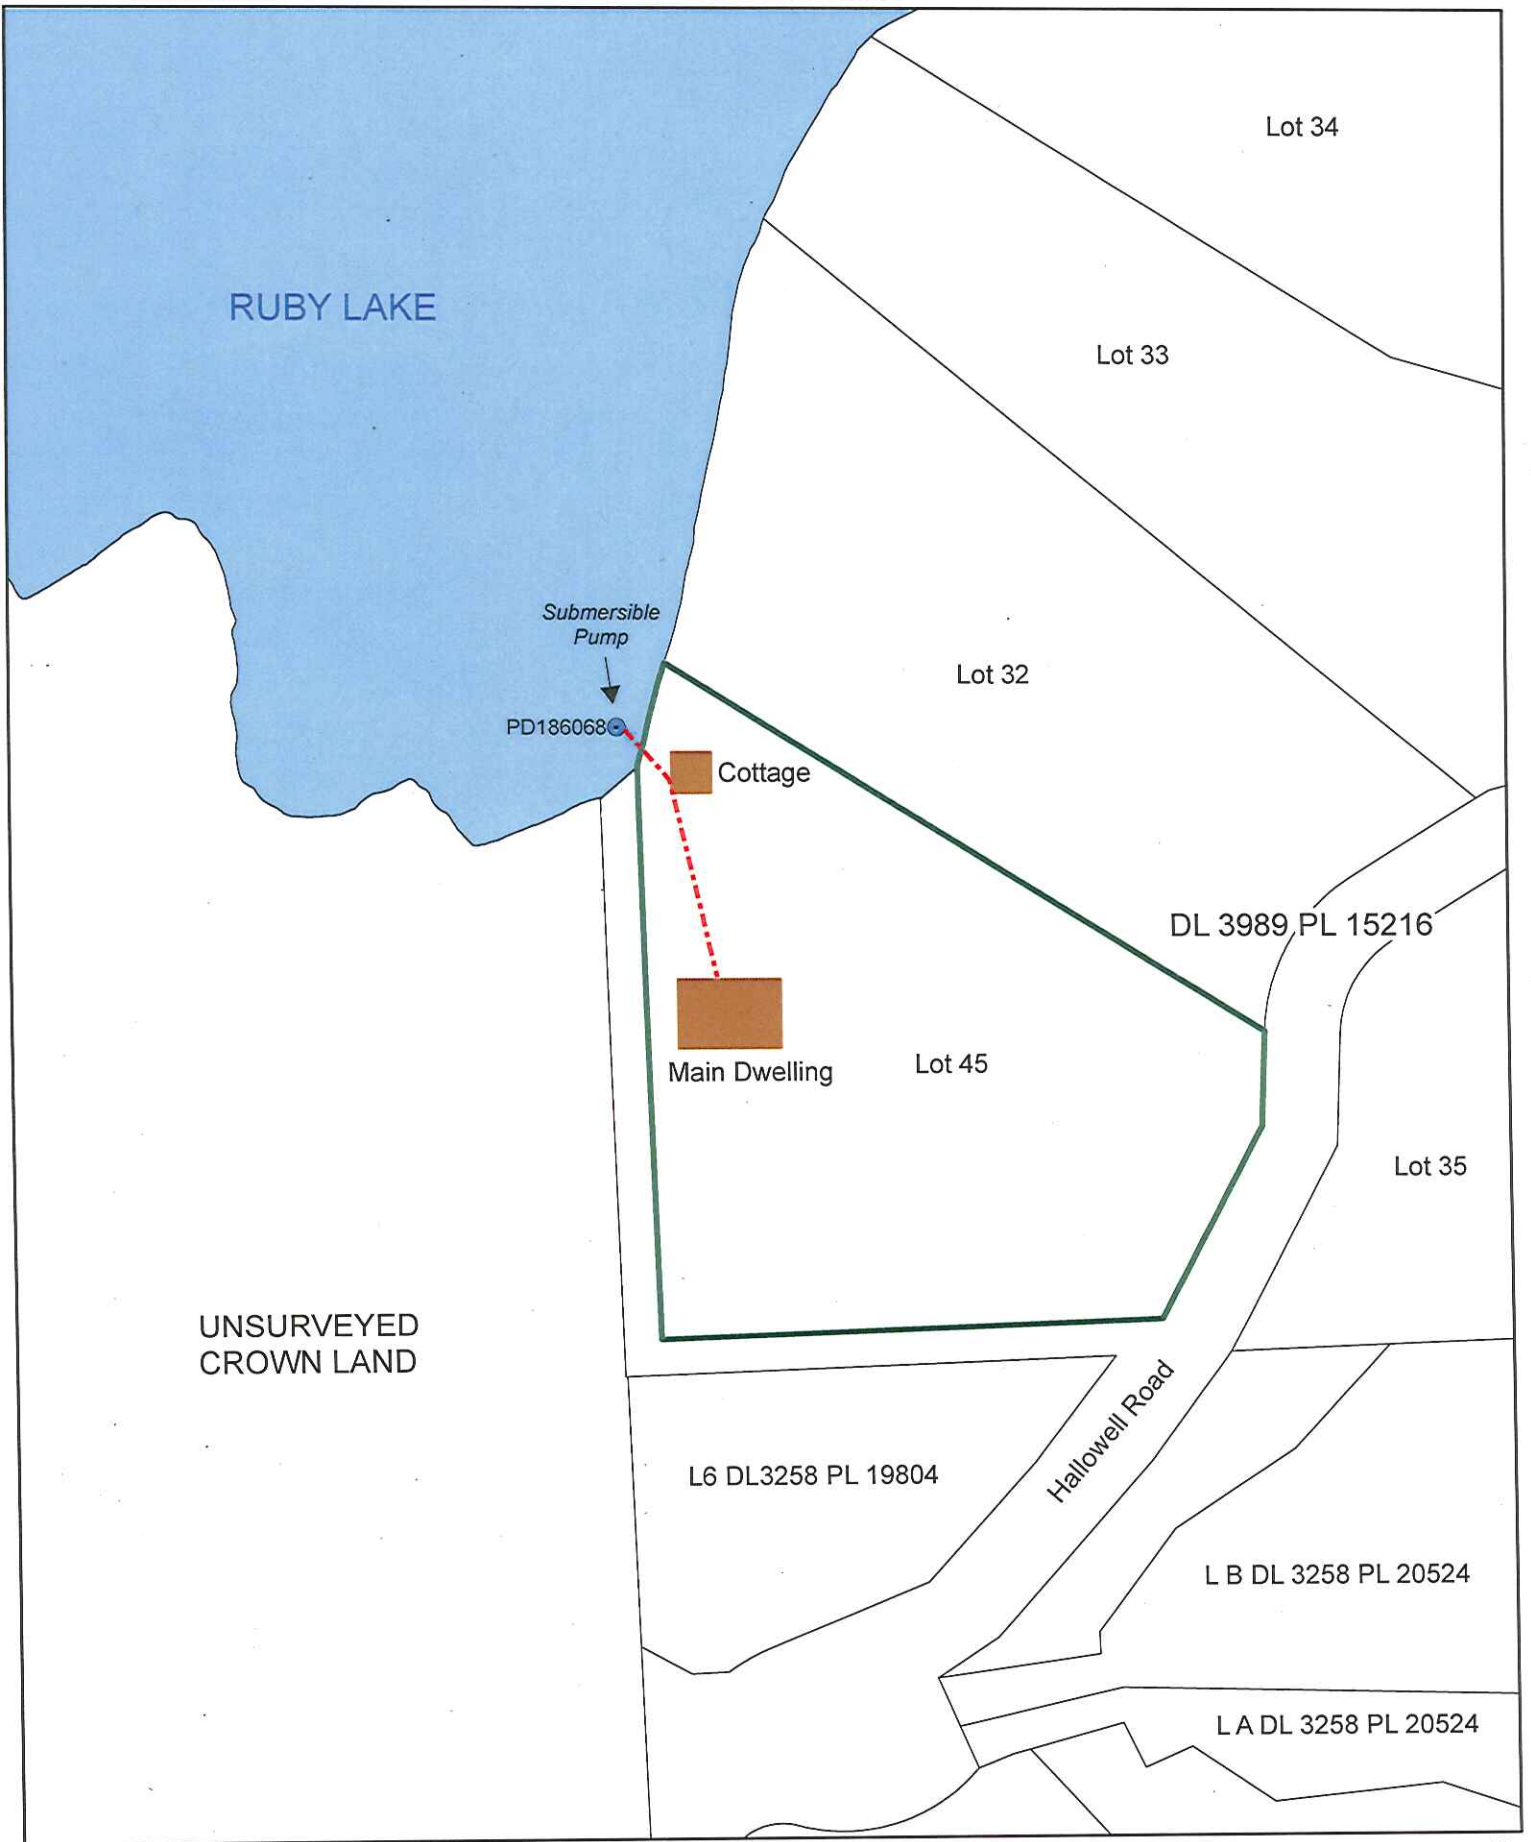 Lot 34
RUBY LAKE
Lot 33
Submersible
Pump
Lot 32
PD186068
Cottage
DL 3989 PL 15216
Lot 45
Main Dwelling
Lot 35
UNSURVEYED
CROWN LAND
Hallowell Road
L6 DL3258 PL 19804
L B DL 3258 PL 20524
L A DL 3258 PL 20524